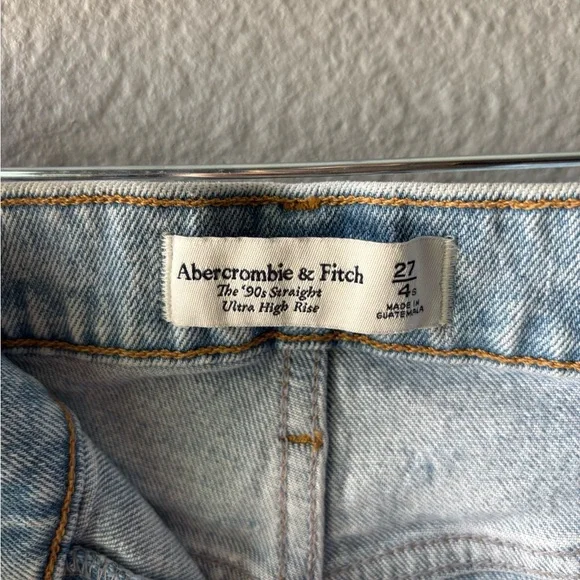 Abercrombie & Fitch
The '90s Straight
Ultra High Rise
27
4s
MADE IN
GUATEMALA